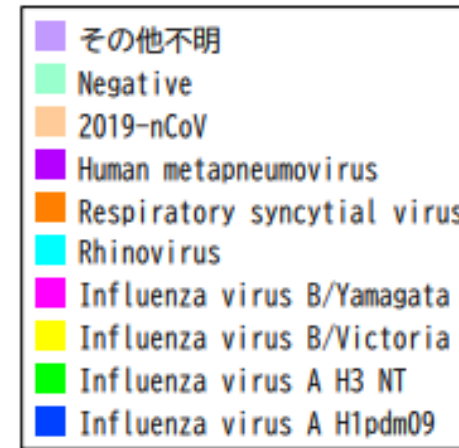 その他不明
Negative
2019-nCoV
Human metapneumovirus
Respiratory syncytial virus
Rhinovirus
Influenza virus B/Yamagata
Influenza virus B/Victoria
Influenza virus A H3 NT
Influenza virus A H1pdm09